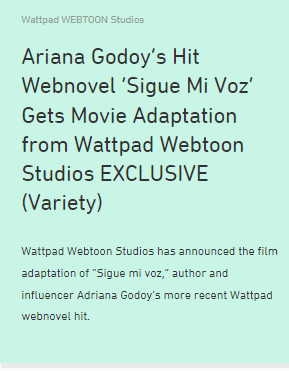 Wattpad WEBTOON Studios
Ariana Godoy's Hit
Webnovel 'Sigue Mi Voz'
Gets Movie Adaptation
from Wattpad Webtoon
Studios EXCLUSIVE
(Variety)
Wattpad Webtoon Studios has announced the film
adaptation of "Sigue mi voz," author and
influencer Adriana Godoy's more recent Wattpad
webnovel hit.